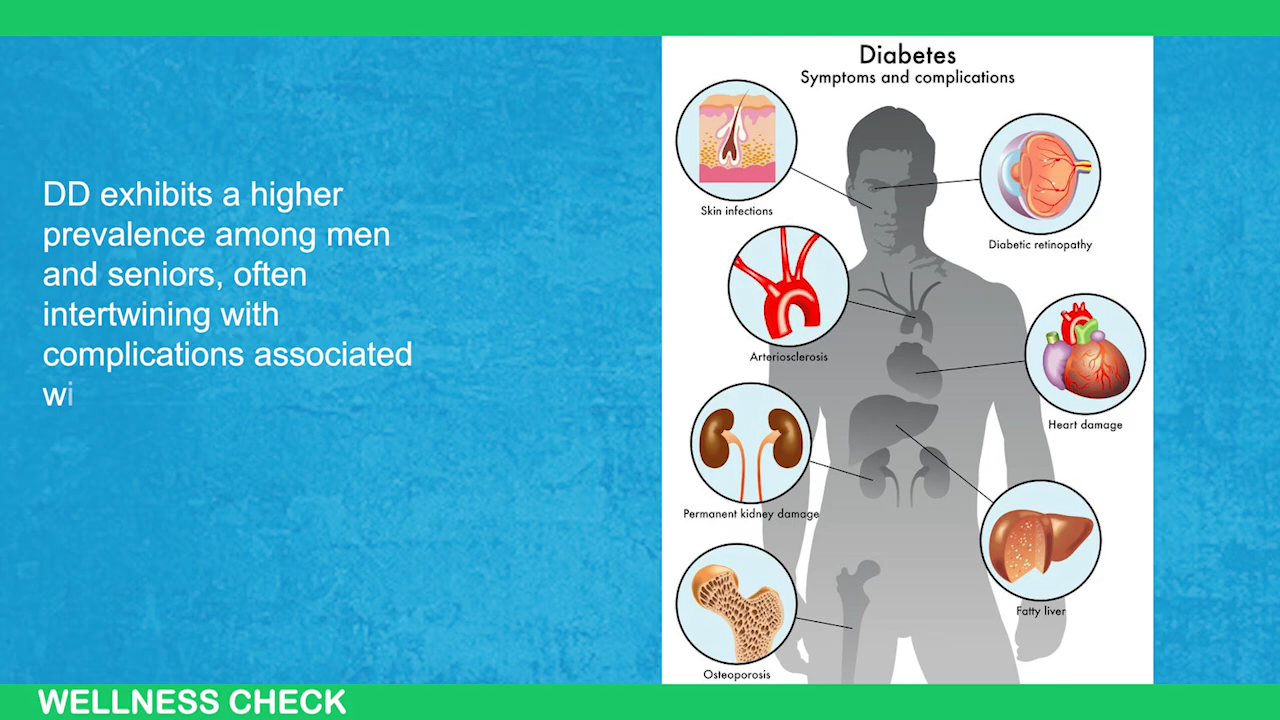 DD exhibits a higher
prevalence among men
and seniors, often
intertwining with
complications associated
wi
Diabetes
Symptoms and complications
Skin infections
Diabetic retinopathy
Arteriosclerosis
Heart damage
Permanent kidney damage
Fatty liver
Osteoporosis
WELLNESS CHECK